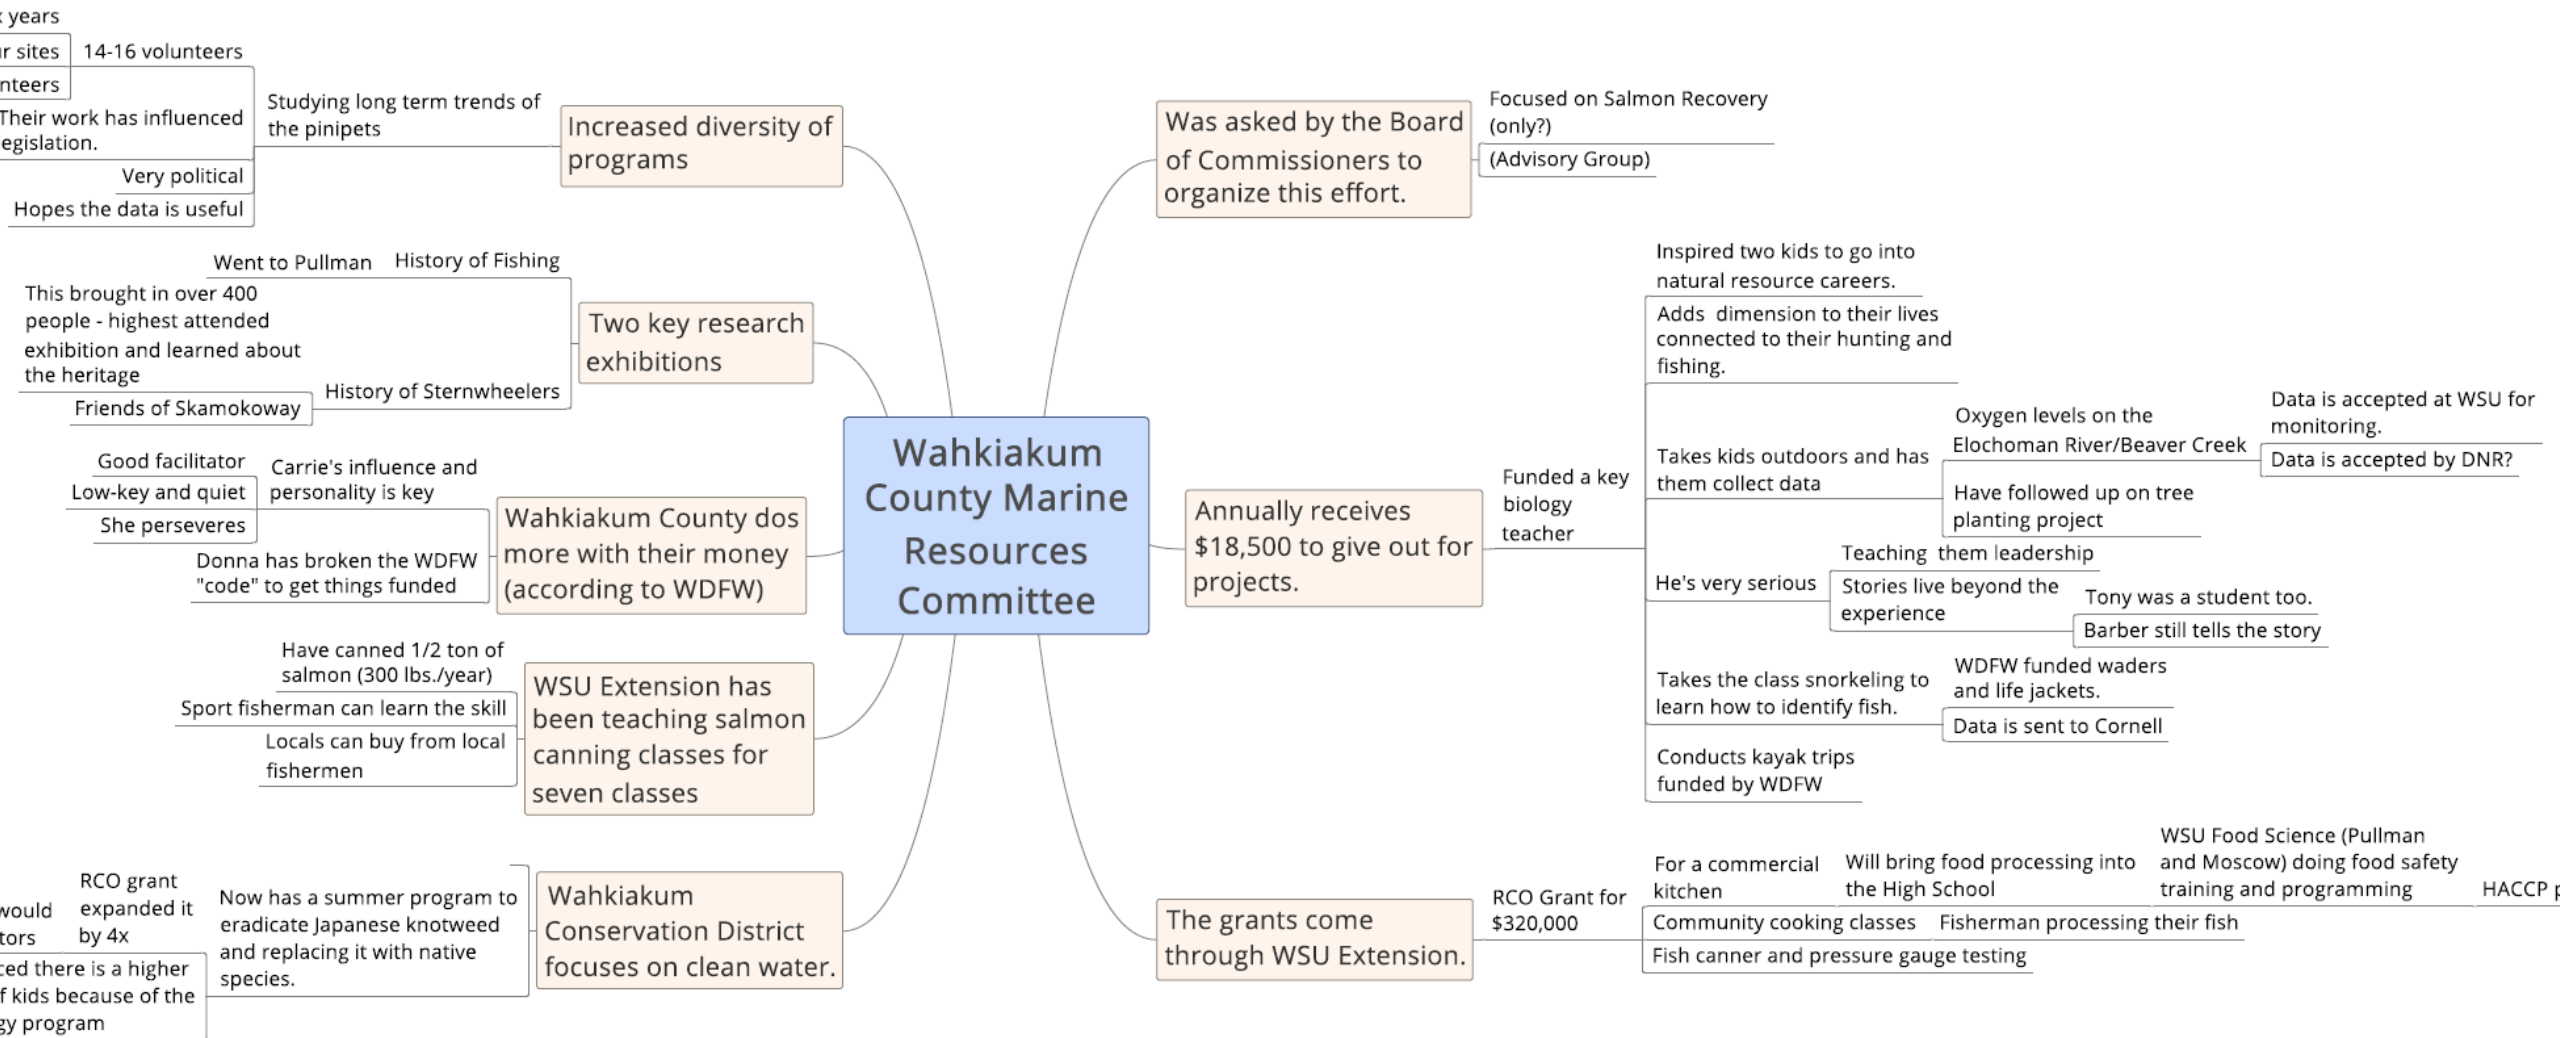 years
sites
14-16 volunteers
Their work has influenced
Very political
Hopes the data is useful
Studying long term trends of
the pinipets
Increased diversity of
programs
Went to Pullman
History of Fishing
This brought in over 400
people - highest attended
exhibition and learned about
the heritage
Friends of Skamokoway
History of Sternwheelers
Two key research
exhibitions
Good facilitator
Low-key and quiet
She perseveres
Carrie's influence and
personality is key
Donna has broken the WDFW
"code" to get things funded
Wahkiakum County dos
more with their money
(according to WDFW)
Have canned 1/2 ton of
salmon (300 lbs./year)
Sport fisherman can learn the skill
Locals can buy from local
fishermen
WSU Extension has
been teaching salmon
canning classes for
seven classes
would
RCO grant
expanded it
by 4x
there is a higher
kids because of the
program
Now has a summer program to
eradicate Japanese knotweed
and replacing it with native
species.
Wahkiakum
Conservation District
focuses on clean water.
Wahkiakum
County Marine
Resources
Committee
Was asked by the Board
of Commissioners to
organize this effort.
Focused on Salmon Recovery
(only?)
(Advisory Group)
Annually receives
$18,500 to give out for
projects.
Funded a key
biology
teacher
Inspired two kids to go into
natural resource careers.
Adds  dimension to their lives
connected to their hunting and
fishing.
Takes kids outdoors and has
them collect data
Oxygen levels on the
Elochoman River/Beaver Creek
Data is accepted at WSU for
monitoring.
Data is accepted by DNR?
Have followed up on tree
planting project
He's very serious
Teaching  them leadership
Stories live beyond the
experience
Tony was a student too.
Barber still tells the story
Takes the class snorkeling to
learn how to identify fish.
WDFW funded waders
and life jackets.
Data is sent to Cornell
Conducts kayak trips
funded by WDFW
The grants come
through WSU Extension.
RCO Grant for
$320,000
For a commercial
kitchen
Will bring food processing into
the High School
WSU Food Science (Pullman
and Moscow) doing food safety
training and programming
HACCP
Community cooking classes
Fisherman processing their fish
Fish canner and pressure gauge testing